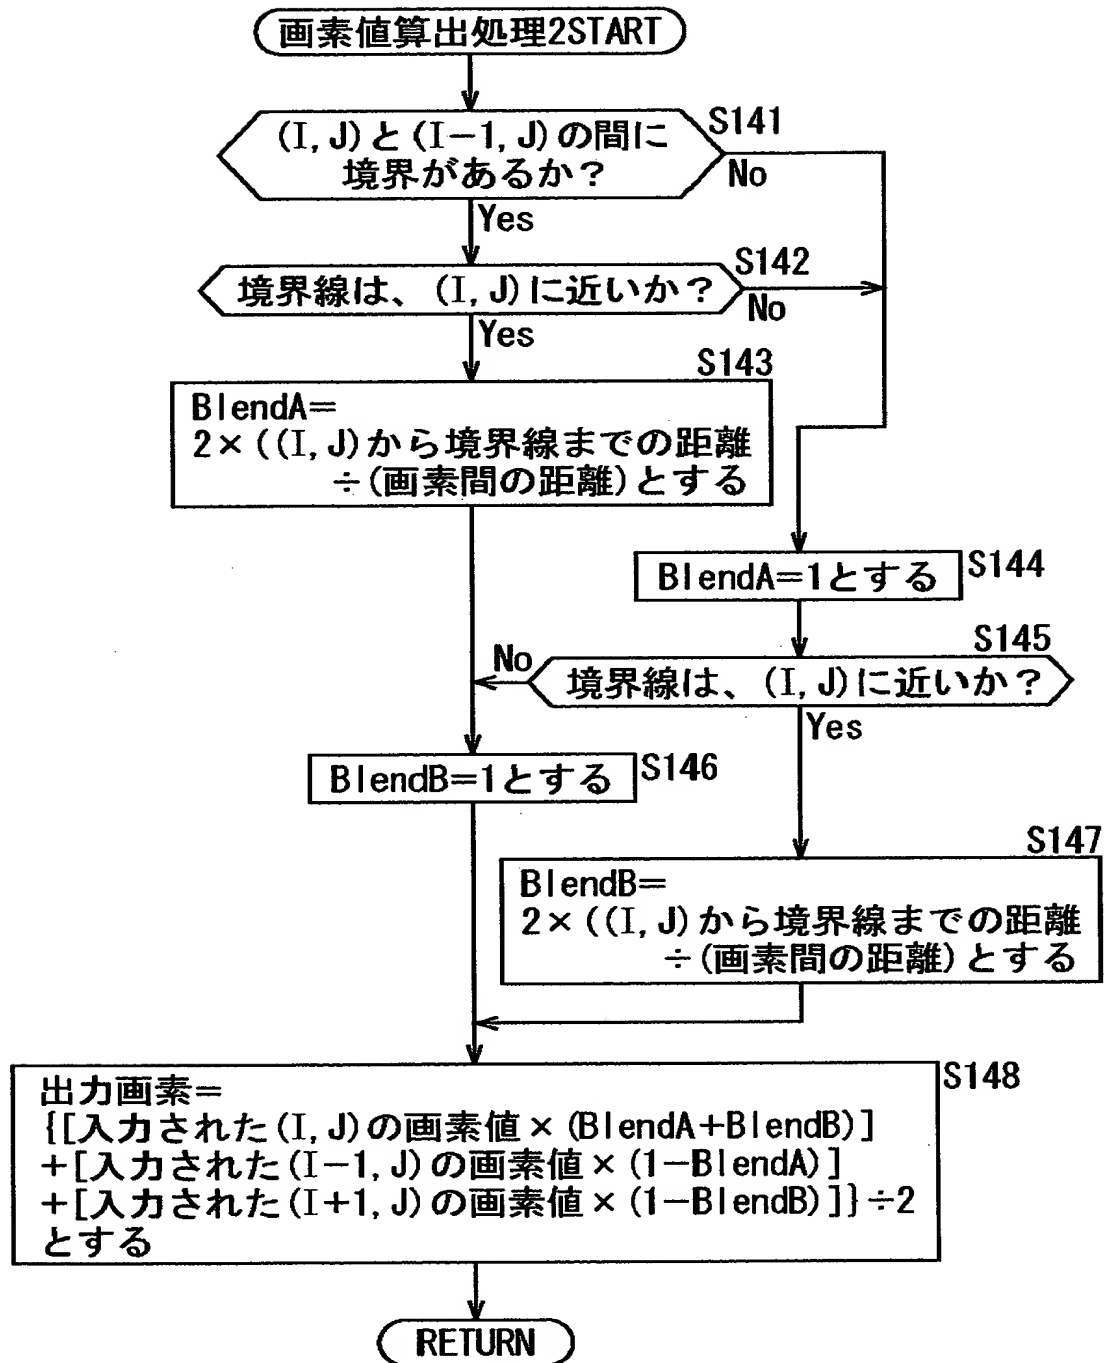 画素値算出処理2START
(I, J)と(I-1, J)の間に
境界があるか?
S141
No
Yes
境界線は、(I, J)に近いか?
S142
No
Yes
S143
BlendA=
2×((I, J)から境界線までの距離
÷(画素間の距離)とする
BlendA=1とする
S144
S145
No
境界線は、(I, J)に近いか?
Yes
BlendB=1とする
S146
S147
BlendB=
2×((I, J)から境界線までの距離
÷(画素間の距離)とする
S148
出力画素=
{[入力された(I, J)の画素値×(BlendA+BlendB)]
+[入力された(I-1, J)の画素値×(1-BlendA)]
+[入力された(I+1, J)の画素値×(1-BlendB)]}÷2
とする
RETURN